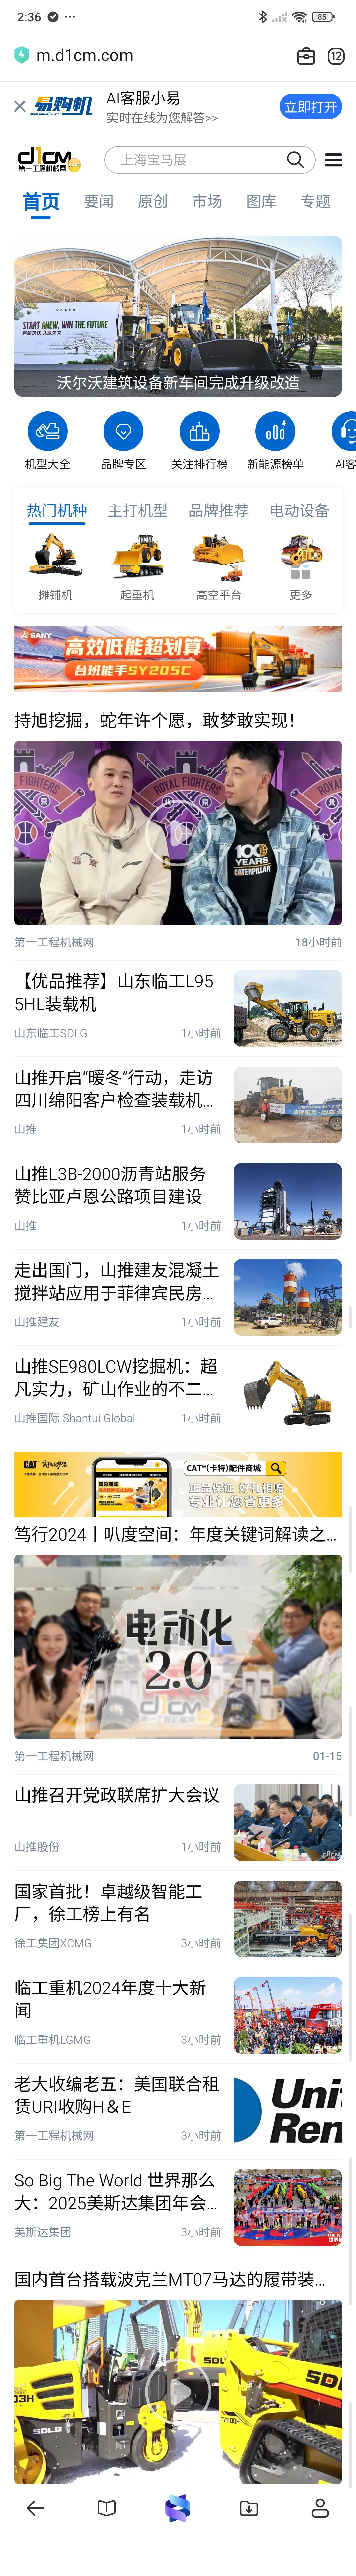 2:36
85
m.d1cm.com
12
易购机
AI客服小易
实时在线为您解答>>
立即打开
d1cm
第一工程机械网
上海宝马展
首页 要闻 原创 市场 图库 专题
START ANEW, WIN THE FUTURE
沃尔沃建筑设备新车间完成升级改造
机型大全 品牌专区 关注排行榜 新能源榜单 AI客
热门机种 主打机型 品牌推荐 电动设备
摊铺机 起重机 高空平台 更多
SANY
高效低能超划算
台班能手SY205C
持旭挖掘，蛇年许个愿，敢梦敢实现！
ROYAL FIGHTERS
100 YEARS
CATERPILLAR
第一工程机械网 18小时前
【优品推荐】山东临工L95
5HL装载机
山东临工SDLG 1小时前
山推开启“暖冬”行动，走访
四川绵阳客户检查装载机...
山推 1小时前
山推L3B-2000沥青站服务
赞比亚卢恩公路项目建设
山推 1小时前
走出国门，山推建友混凝土
搅拌站应用于菲律宾民房...
山推建友 1小时前
山推SE980LCW挖掘机：超
凡实力，矿山作业的不二...
山推国际 Shantui Global 1小时前
CAT
CAT®(卡特)配件商城
正品保证 好礼相赠
专业让您省更多
笃行2024丨叭度空间：年度关键词解读之...
电动化
2.0
d1cm
第一工程机械网
第一工程机械网 01-15
山推召开党政联席扩大会议
山推股份 1小时前
国家首批！卓越级智能工
厂，徐工榜上有名
徐工集团XCMG 3小时前
临工重机2024年度十大新
闻
临工重机LGMG 3小时前
老大收编老五：美国联合租
赁URI收购H＆E
第一工程机械网 3小时前
Uni
Ren
So Big The World 世界那么
大：2025美斯达集团年会...
美斯达集团 3小时前
国内首台搭载波克兰MT07马达的履带装...
03H
SDLG
SDL
SDL